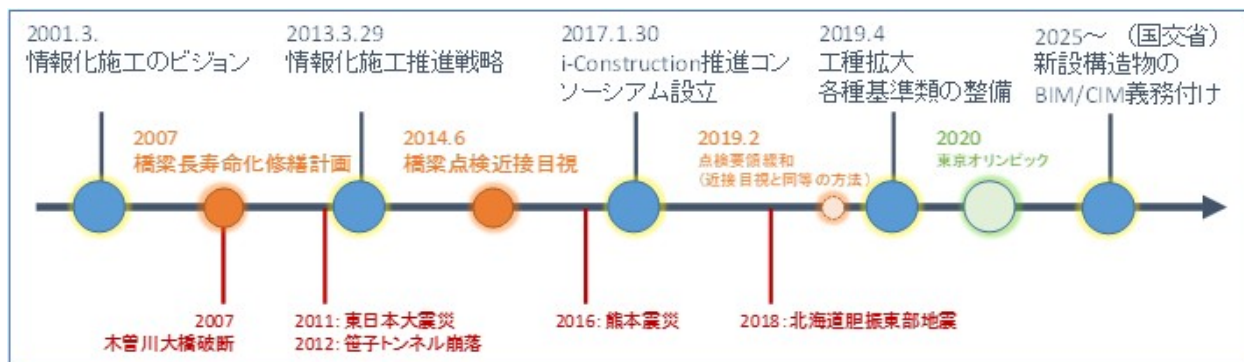 2001.3.
情報化施工のビジョン
2013.3.29
情報化施工推進戦略
2017.1.30
i-Construction推進コン
ソーシアム設立
2019.4
工種拡大
各種基準類の整備
2025～ （国交省）
新設構造物の
BIM/CIM義務付け
2007
橋梁長寿命化修繕計画
2014.6
橋梁点検近接目視
2019.2
点検要領緩和
（近接目視と同等の方法）
2020
東京オリンピック
2007
木曽川大橋破断
2011：東日本大震災
2012：笹子トンネル崩落
2016：熊本震災
2018：北海道胆振東部地震